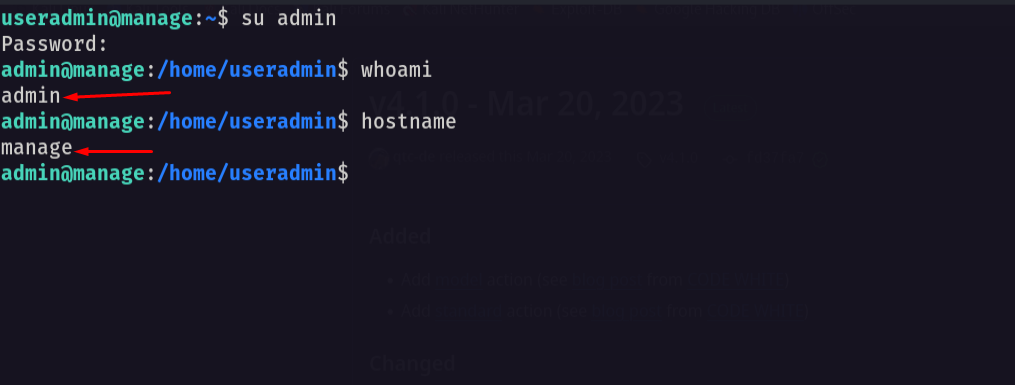 useradmin@manage:~$ su admin
Password:
admin@manage:/home/useradmin$ whoami
admin
v4.1.0 - Mar 20, 2023
admin@manage:/home/useradmin$ hostname
manage
admin@manage:/home/useradmin$
Added
Changed